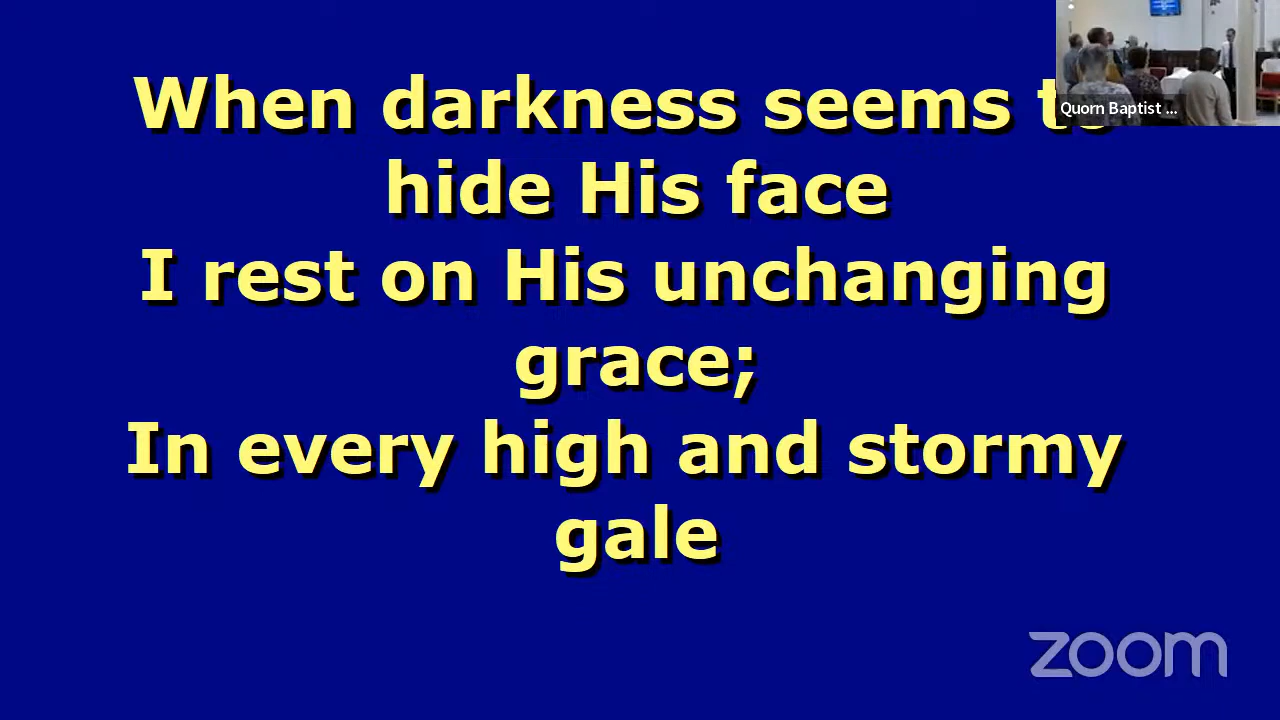 When darkness seems to
hide His face
I rest on His unchanging
grace;
In every high and stormy
gale
Quorn Baptist ...
zoom